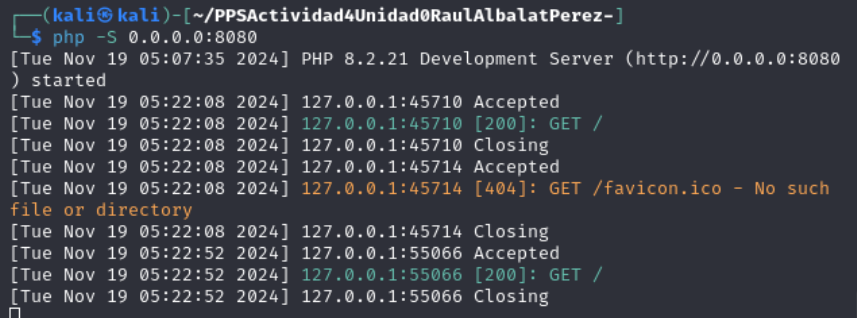 ┌──(kali㉿kali)-[~/PPSActividad4Unidad0RaulAlbalatPerez-]
└─$ php -S 0.0.0.0:8080
[Tue Nov 19 05:07:35 2024] PHP 8.2.21 Development Server (http://0.0.0.0:8080
) started
[Tue Nov 19 05:22:08 2024] 127.0.0.1:45710 Accepted
[Tue Nov 19 05:22:08 2024] 127.0.0.1:45710 [200]: GET /
[Tue Nov 19 05:22:08 2024] 127.0.0.1:45710 Closing
[Tue Nov 19 05:22:08 2024] 127.0.0.1:45714 Accepted
[Tue Nov 19 05:22:08 2024] 127.0.0.1:45714 [404]: GET /favicon.ico - No such
file or directory
[Tue Nov 19 05:22:08 2024] 127.0.0.1:45714 Closing
[Tue Nov 19 05:22:52 2024] 127.0.0.1:55066 Accepted
[Tue Nov 19 05:22:52 2024] 127.0.0.1:55066 [200]: GET /
[Tue Nov 19 05:22:52 2024] 127.0.0.1:55066 Closing